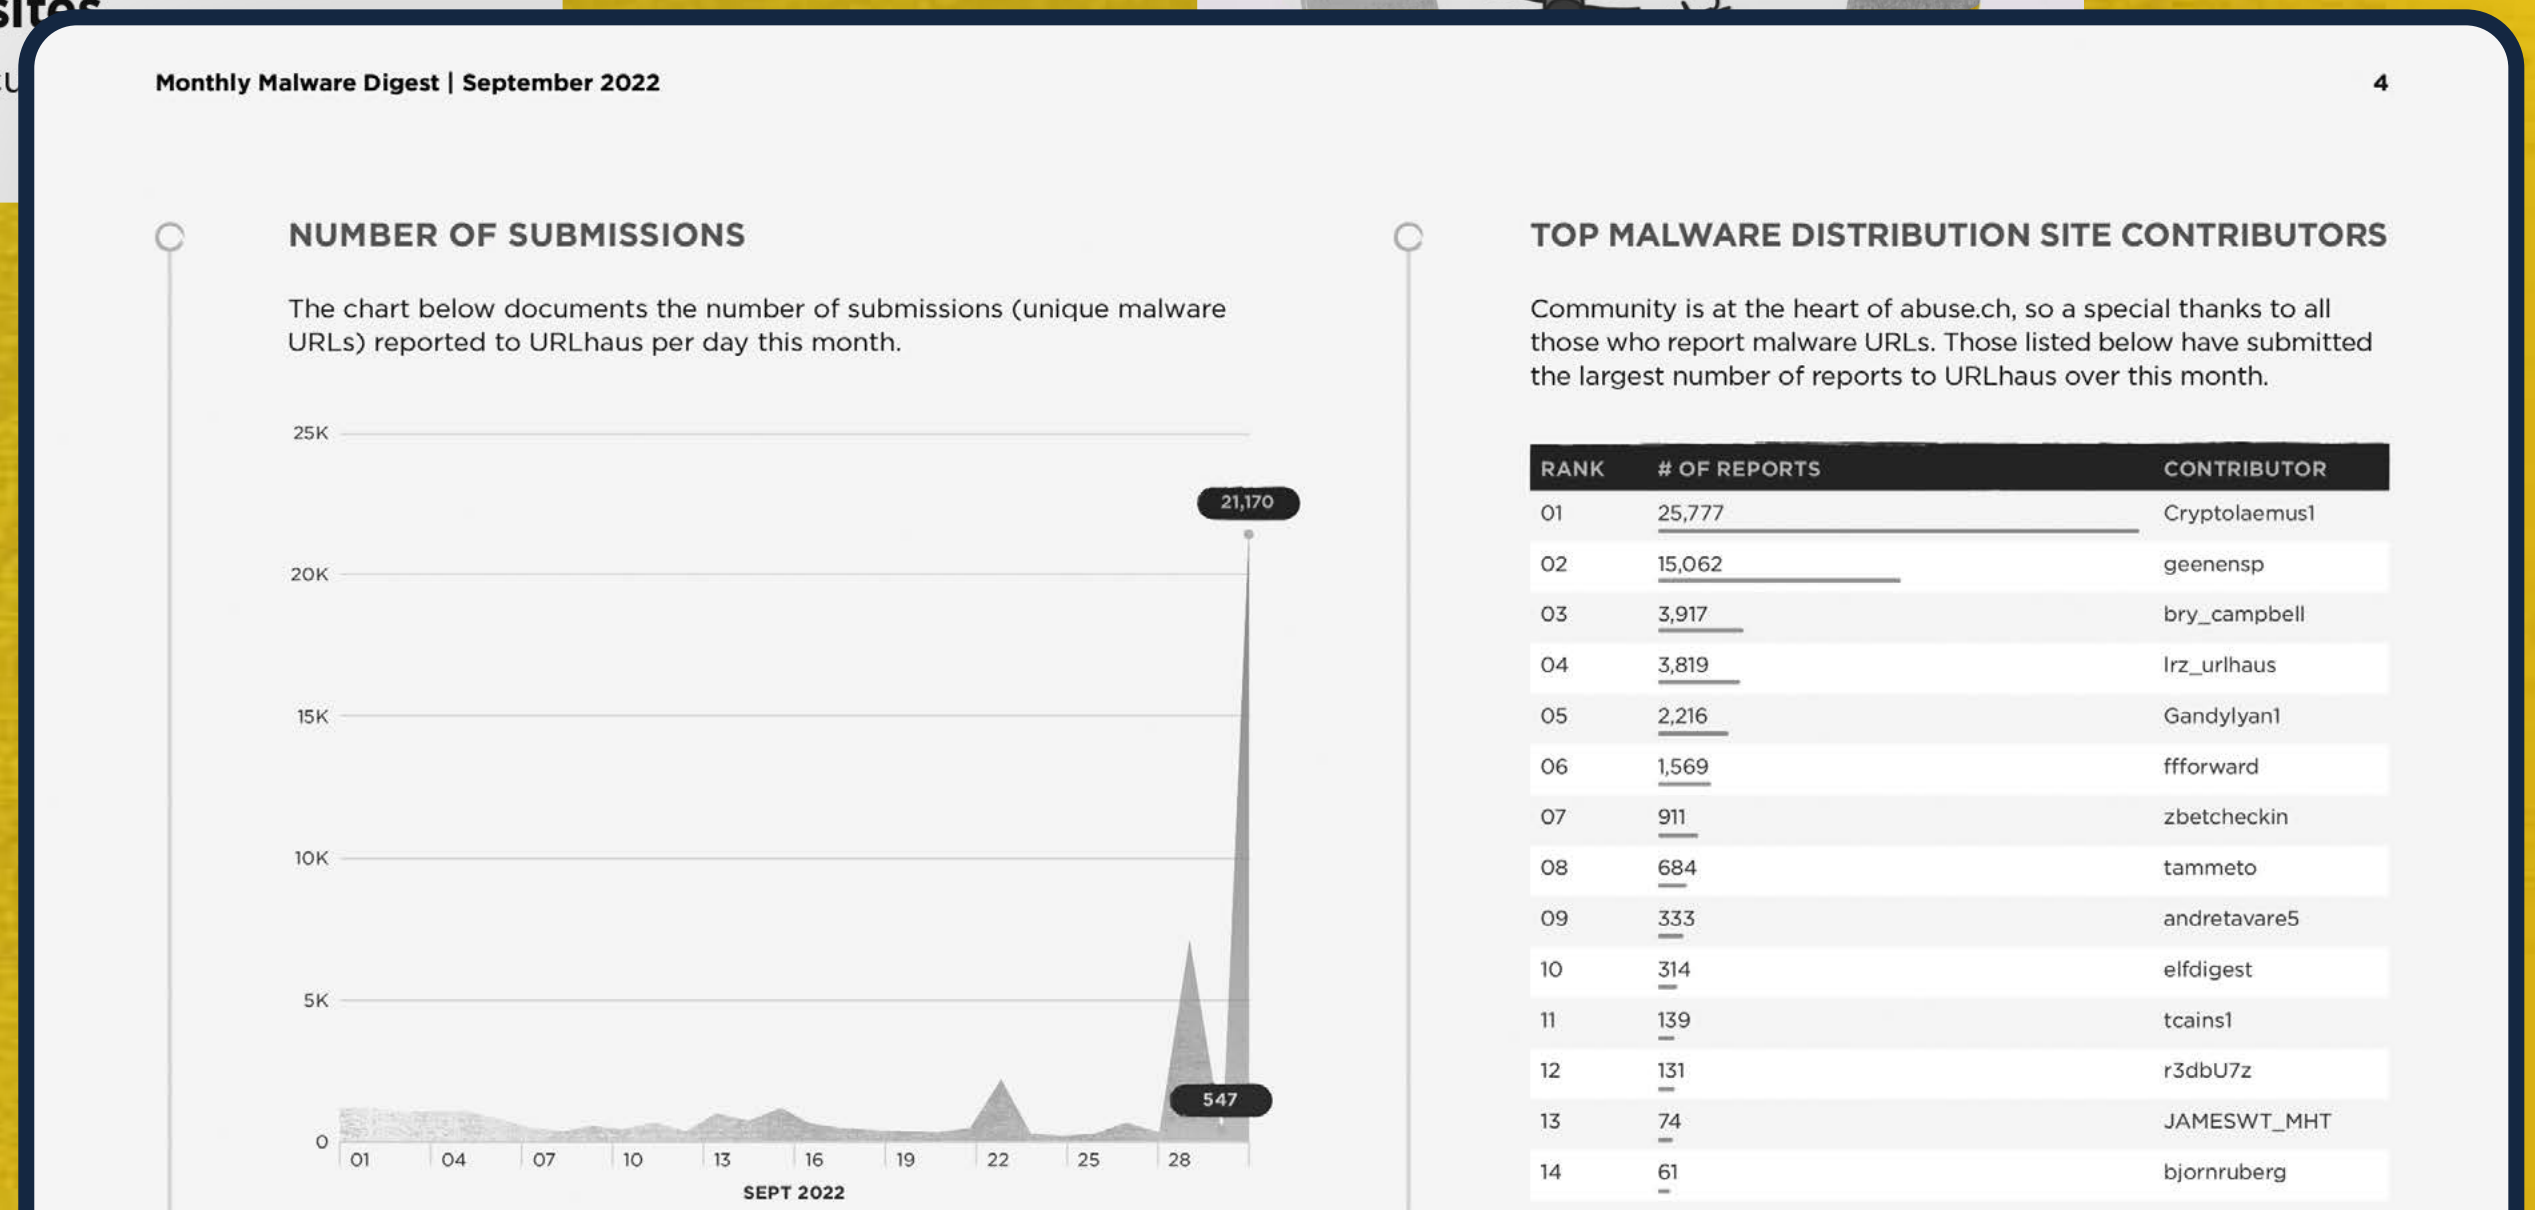 sites
Monthly Malware Digest | September 2022
4
NUMBER OF SUBMISSIONS
The chart below documents the number of submissions (unique malware
URLs) reported to URLhaus per day this month.
25K
20K
15K
10K
5K
0
21,170
547
01 04 07 10 13 16 19 22 25 28
SEPT 2022
TOP MALWARE DISTRIBUTION SITE CONTRIBUTORS
Community is at the heart of abuse.ch, so a special thanks to all
those who report malware URLs. Those listed below have submitted
the largest number of reports to URLhaus over this month.
RANK # OF REPORTS CONTRIBUTOR
01 25,777 Cryptolaemus1
02 15,062 geenensp
03 3,917 bry_campbell
04 3,819 lrz_urlhaus
05 2,216 Gandylyan1
06 1,569 ffforward
07 911 zbetcheckin
08 684 tammeto
09 333 andretavare5
10 314 elfdigest
11 139 tcains1
12 131 r3dbU7z
13 74 JAMESWT_MHT
14 61 bjornruberg